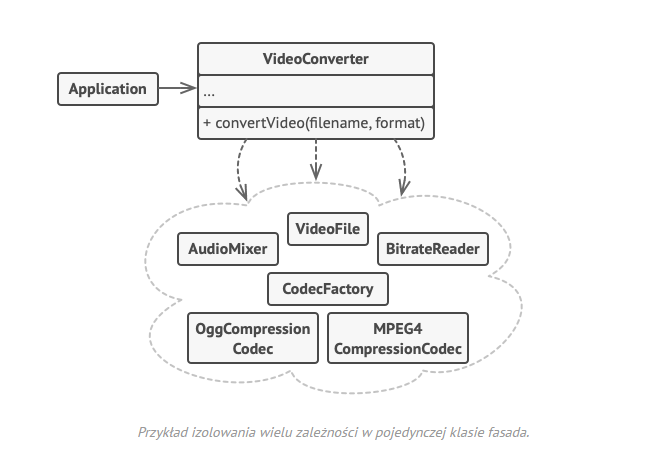 VideoConverter
Application
...
+ convertVideo(filename, format)
VideoFile
AudioMixer
BitrateReader
CodecFactory
OggCompression
Codec
MPEG4
CompressionCodec
Przykład izolowania wielu zależności w pojedynczej klasie fasada.